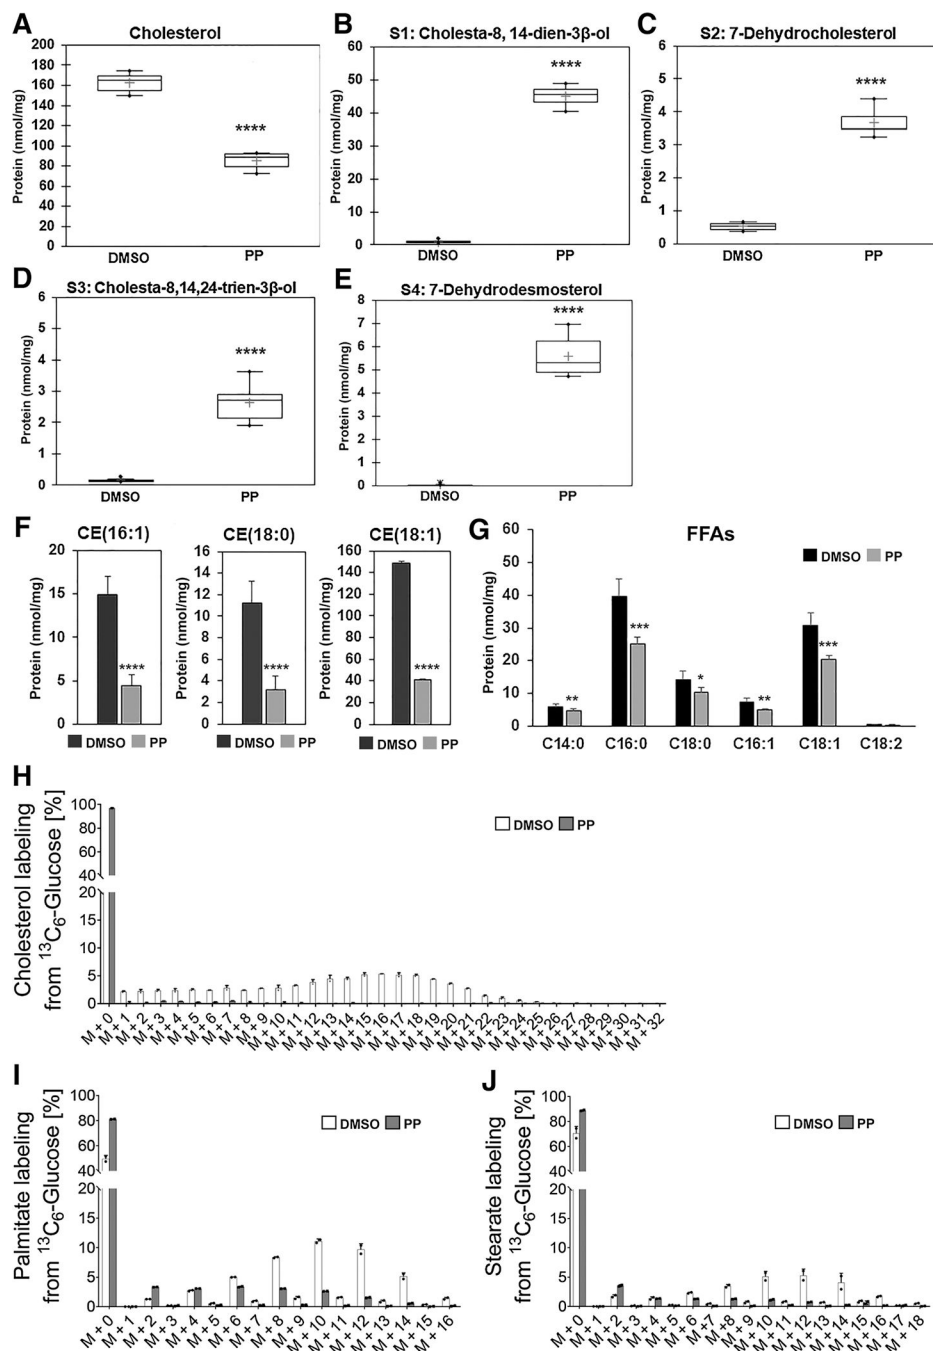 A
Cholesterol
Protein (nmol/mg)
200
180
160
140
120
100
80
60
40
20
0
****
DMSO
PP
B
S1: Cholesta-8, 14-dien-3β-ol
Protein (nmol/mg)
60
50
40
30
20
10
0
****
DMSO
PP
C
S2: 7-Dehydrocholesterol
Protein (nmol/mg)
6
5
4
3
2
1
0
****
DMSO
PP
D
S3: Cholesta-8,14,24-trien-3β-ol
Protein (nmol/mg)
6
5
4
3
2
1
0
****
DMSO
PP
E
S4: 7-Dehydrodesmosterol
Protein (nmol/mg)
8
7
6
5
4
3
2
1
0
****
DMSO
PP
F
CE(16:1)
Protein (nmol/mg)
20
15
10
5
0
****
DMSO PP
CE(18:0)
Protein (nmol/mg)
16
14
12
10
8
6
4
2
0
****
DMSO PP
CE(18:1)
Protein (nmol/mg)
160
140
120
100
80
60
40
20
0
****
DMSO PP
G
FFAs
DMSO PP
Protein (nmol/mg)
60
50
40
30
20
10
0
** *** * ** ***
C14:0 C16:0 C18:0 C16:1 C18:1 C18:2
H
Cholesterol labeling
from ¹³C₆-Glucose [%]
100
80
60
40
20
15
10
5
0
DMSO PP
M + 0 M + 1 M + 2 M + 3 M + 4 M + 5 M + 6 M + 7 M + 8 M + 9 M + 10 M + 11 M + 12 M + 13 M + 14 M + 15 M + 16 M + 17 M + 18 M + 19 M + 20 M + 21 M + 22 M + 23 M + 24 M + 25 M + 26 M + 27 M + 28 M + 29 M + 30 M + 31 M + 32
I
Palmitate labeling
from ¹³C₆-Glucose [%]
100
80
60
40
20
15
10
5
0
DMSO PP
M + 0 M + 1 M + 2 M + 3 M + 4 M + 5 M + 6 M + 7 M + 8 M + 9 M + 10 M + 11 M + 12 M + 13 M + 14 M + 15 M + 16
J
Stearate labeling
from ¹³C₆-Glucose [%]
100
80
60
40
20
15
10
5
0
DMSO PP
M + 0 M + 1 M + 2 M + 3 M + 4 M + 5 M + 6 M + 7 M + 8 M + 9 M + 10 M + 11 M + 12 M + 13 M + 14 M + 15 M + 16 M + 17 M + 18